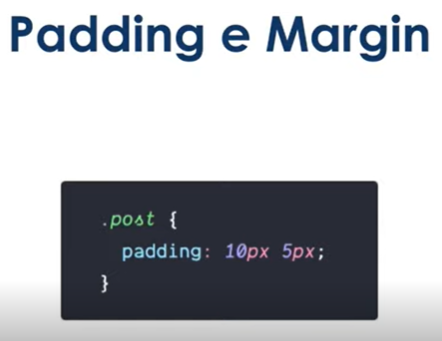 Padding e Margin
.post {
padding: 10px 5px;
}